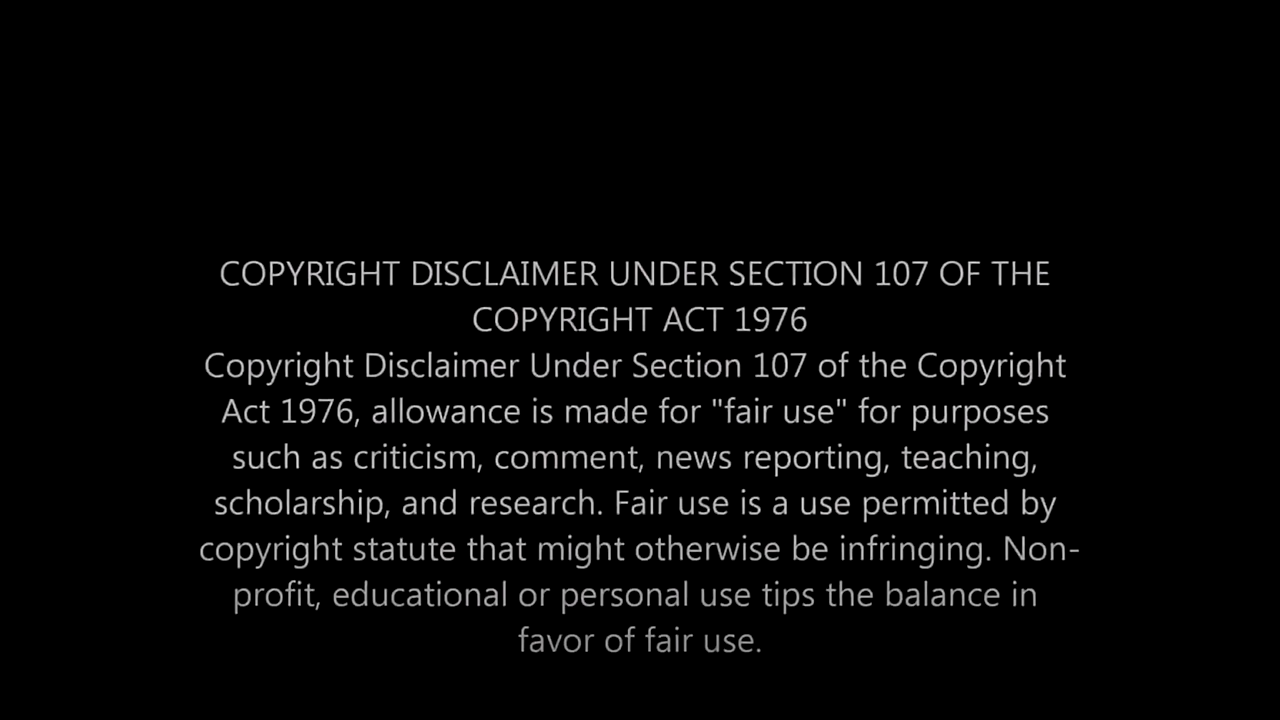 COPYRIGHT DISCLAIMER UNDER SECTION 107 OF THE
COPYRIGHT ACT 1976
Copyright Disclaimer Under Section 107 of the Copyright
Act 1976, allowance is made for "fair use" for purposes
such as criticism, comment, news reporting, teaching,
scholarship, and research. Fair use is a use permitted by
copyright statute that might otherwise be infringing. Non-
profit, educational or personal use tips the balance in
favor of fair use.